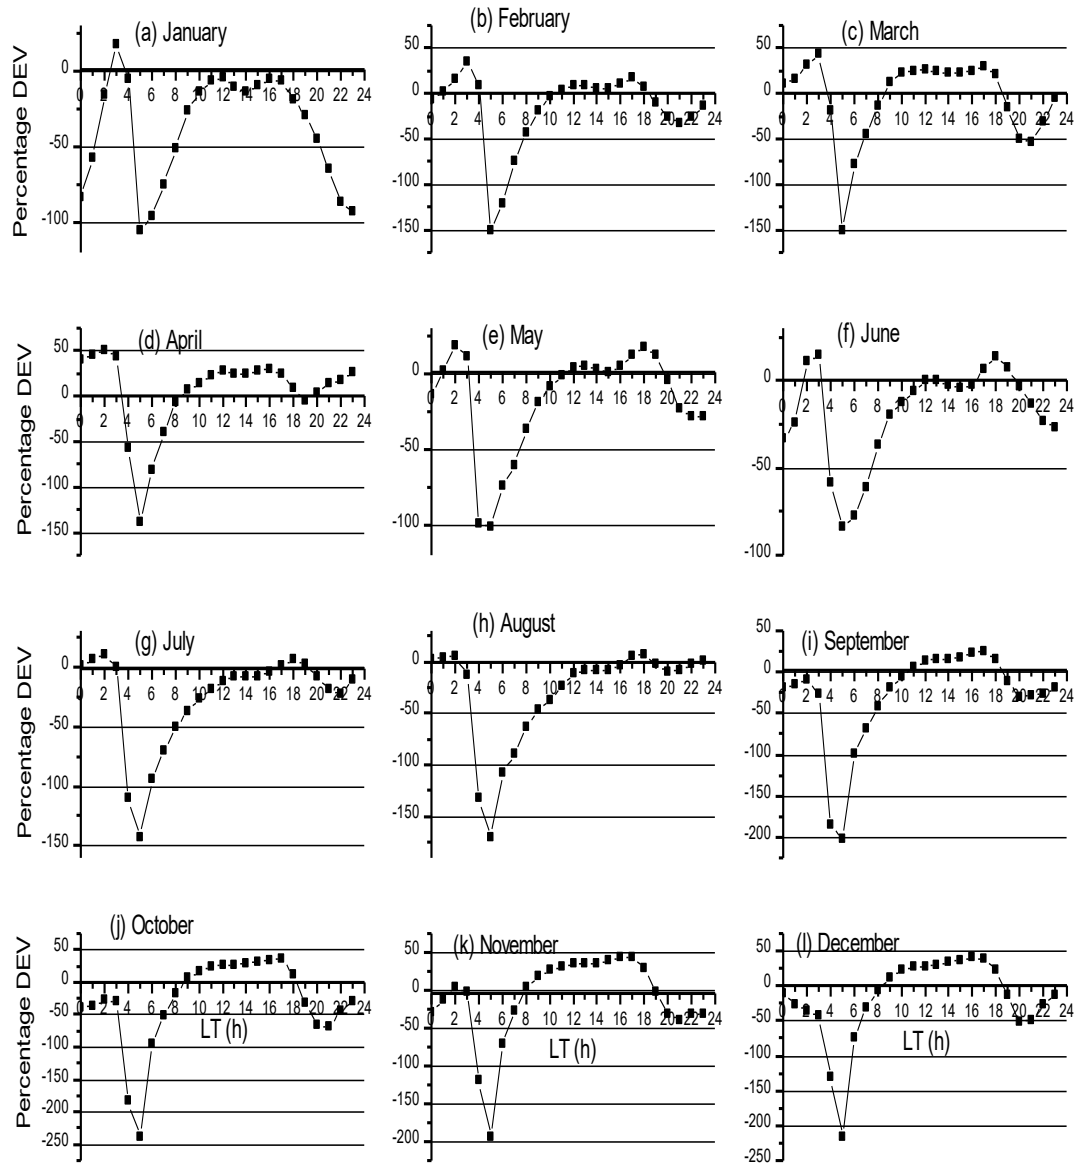 (a) January
Percentage DEV
0
-50
-100
0 2 4 6 8 10 12 14 16 18 20 22 24
(b) February
50
0
-50
-100
-150
0 2 4 6 8 10 12 14 16 18 20 22 24
(c) March
50
0
-50
-100
-150
0 2 4 6 8 10 12 14 16 18 20 22 24
(d) April
Percentage DEV
50
0
-50
-100
-150
0 2 4 6 8 10 12 14 16 18 20 22 24
(e) May
0
-50
-100
0 2 4 6 8 10 12 14 16 18 20 22 24
(f) June
0
-50
-100
0 2 4 6 8 10 12 14 16 18 20 22 24
(g) July
Percentage DEV
0
-50
-100
-150
0 2 4 6 8 10 12 14 16 18 20 22 24
(h) August
0
-50
-100
-150
0 2 4 6 8 10 12 14 16 18 20 22 24
(i) September
50
0
-50
-100
-150
-200
0 2 4 6 8 10 12 14 16 18 20 22 24
(j) October
Percentage DEV
50
0
-50
-100
-150
-200
-250
0 2 4 6 8 10 12 14 16 18 20 22 24
LT (h)
(k) November
50
0
-50
-100
-150
-200
0 2 4 6 8 10 12 14 16 18 20 22 24
LT (h)
(l) December
50
0
-50
-100
-150
-200
-250
0 2 4 6 8 10 12 14 16 18 20 22 24
LT (h)